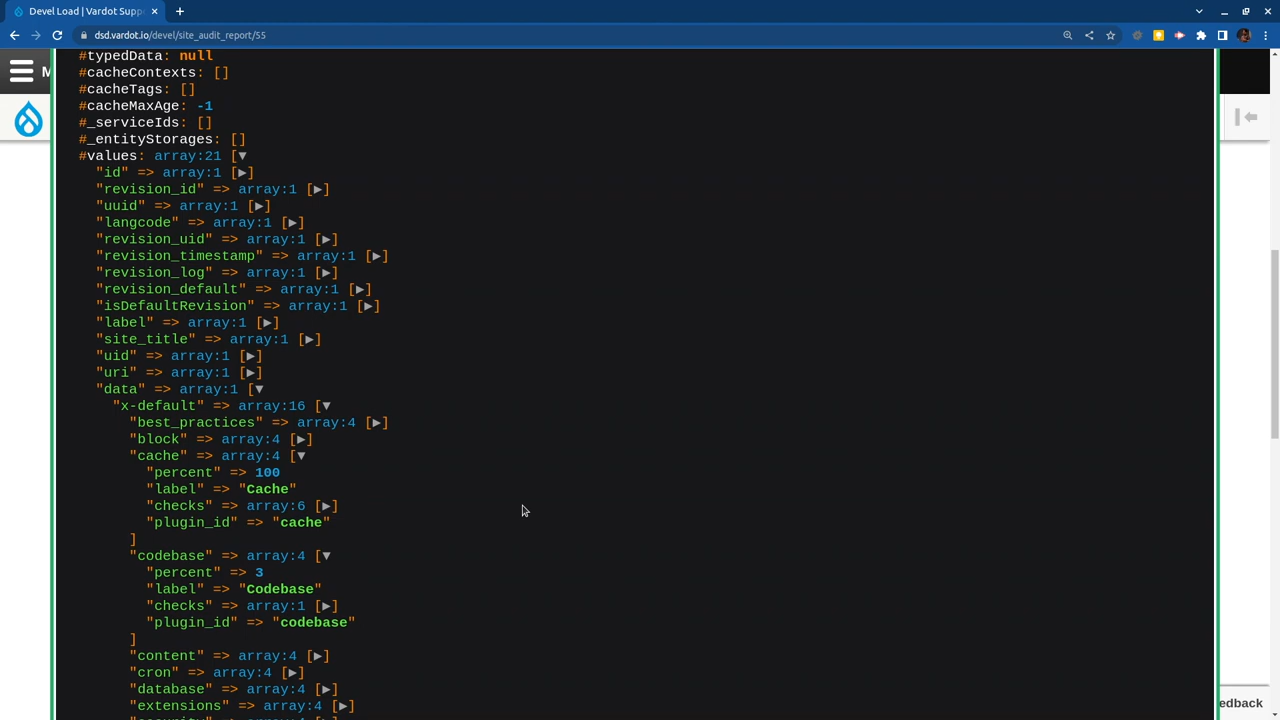 Devel Load | Vardot Supp
dsd.vardot.io/devel/site_audit_report/55
M
#typedData: null
#cacheContexts: []
#cacheTags: []
#cacheMaxAge: -1
#_serviceIds: []
#_entityStorages: []
#values: array:21 [▼
"id" => array:1 [▶]
"revision_id" => array:1 [▶]
"uuid" => array:1 [▶]
"langcode" => array:1 [▶]
"revision_uid" => array:1 [▶]
"revision_timestamp" => array:1 [▶]
"revision_log" => array:1 [▶]
"revision_default" => array:1 [▶]
"isDefaultRevision" => array:1 [▶]
"label" => array:1 [▶]
"site_title" => array:1 [▶]
"uid" => array:1 [▶]
"uri" => array:1 [▶]
"data" => array:1 [▼
"x-default" => array:16 [▼
"best_practices" => array:4 [▶]
"block" => array:4 [▶]
"cache" => array:4 [▼
"percent" => 100
"label" => "Cache"
"checks" => array:6 [▶]
"plugin_id" => "cache"
]
"codebase" => array:4 [▼
"percent" => 3
"label" => "Codebase"
"checks" => array:1 [▶]
"plugin_id" => "codebase"
]
"content" => array:4 [▶]
"cron" => array:4 [▶]
"database" => array:4 [▶]
"extensions" => array:4 [▶]
edback